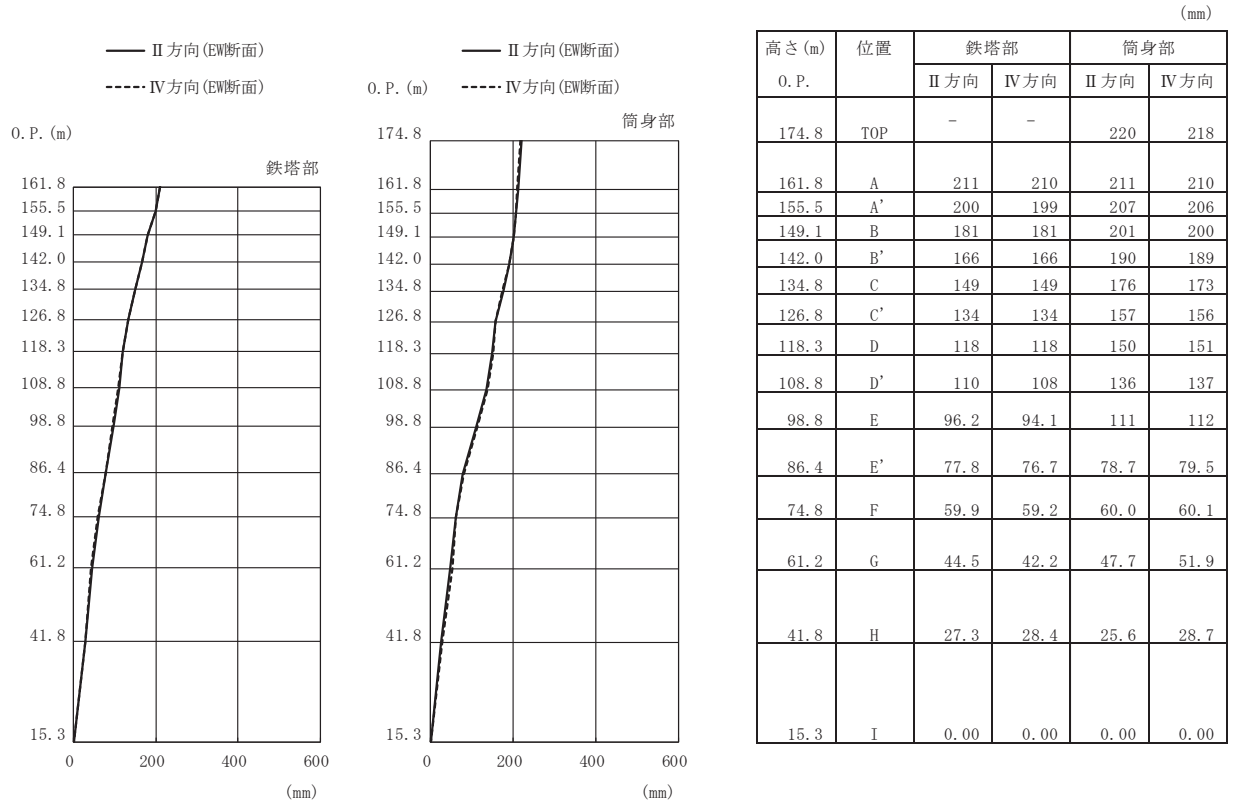 Ⅱ方向(EW断面)
Ⅳ方向(EW断面)
O.P.(m)
鉄塔部
161.8
155.5
149.1
142.0
134.8
126.8
118.3
108.8
98.8
86.4
74.8
61.2
41.8
15.3
0 200 400 600
(mm)
Ⅱ方向(EW断面)
O.P.(m) Ⅳ方向(EW断面)
筒身部
174.8
161.8
155.5
149.1
142.0
134.8
126.8
118.3
108.8
98.8
86.4
74.8
61.2
41.8
15.3
0 200 400 600
(mm)
(mm)
高さ(m) 位置 鉄塔部 筒身部
O.P. Ⅱ方向 Ⅳ方向 Ⅱ方向 Ⅳ方向
174.8 TOP － － 220 218
161.8 A 211 210 211 210
155.5 A' 200 199 207 206
149.1 B 181 181 201 200
142.0 B' 166 166 190 189
134.8 C 149 149 176 173
126.8 C' 134 134 157 156
118.3 D 118 118 150 151
108.8 D' 110 108 136 137
98.8 E 96.2 94.1 111 112
86.4 E' 77.8 76.7 78.7 79.5
74.8 F 59.9 59.2 60.0 60.1
61.2 G 44.5 42.2 47.7 51.9
41.8 H 27.3 28.4 25.6 28.7
15.3 I 0.00 0.00 0.00 0.00